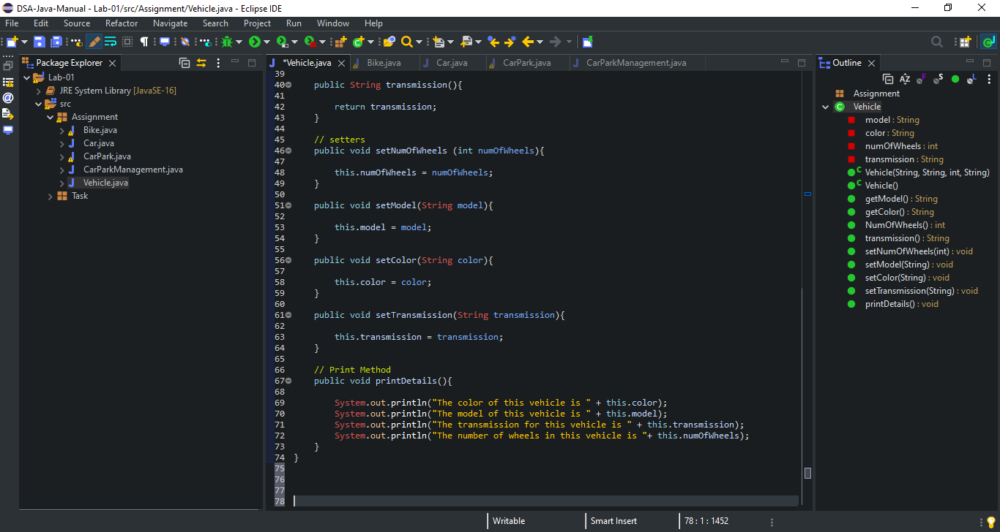 DSA-Java-Manual - Lab-01/src/Assignment/Vehicle.java - Eclipse IDE
File Edit Source Refactor Navigate Search Project Run Window Help
Package Explorer
Lab-01
JRE System Library [JavaSE-16]
src
Assignment
Bike.java
Car.java
CarPark.java
CarParkManagement.java
Vehicle.java
Task
*Vehicle.java Bike.java Car.java CarPark.java CarParkManagement.java
39
40 public String transmission(){
41
42 return transmission;
43 }
44
45 // setters
46 public void setNumOfWheels (int numOfWheels){
47
48 this.numOfWheels = numOfWheels;
49 }
50
51 public void setModel(String model){
52
53 this.model = model;
54 }
55
56 public void setColor(String color){
57
58 this.color = color;
59 }
60
61 public void setTransmission(String transmission){
62
63 this.transmission = transmission;
64 }
65
66 // Print Method
67 public void printDetails(){
68
69 System.out.println("The color of this vehicle is " + this.color);
70 System.out.println("The model of this vehicle is " + this.model);
71 System.out.println("The transmission for this vehicle is " + this.transmission);
72 System.out.println("The number of wheels in this vehicle is "+ this.numOfWheels);
73 }
74 }
75
76
77
78
Outline
Assignment
Vehicle
model : String
color : String
numOfWheels : int
transmission : String
Vehicle(String, String, int, String)
Vehicle()
getModel() : String
getColor() : String
NumOfWheels() : int
transmission() : String
setNumOfWheels(int) : void
setModel(String) : void
setColor(String) : void
setTransmission(String) : void
printDetails() : void
Writable Smart Insert 78 : 1 : 1452